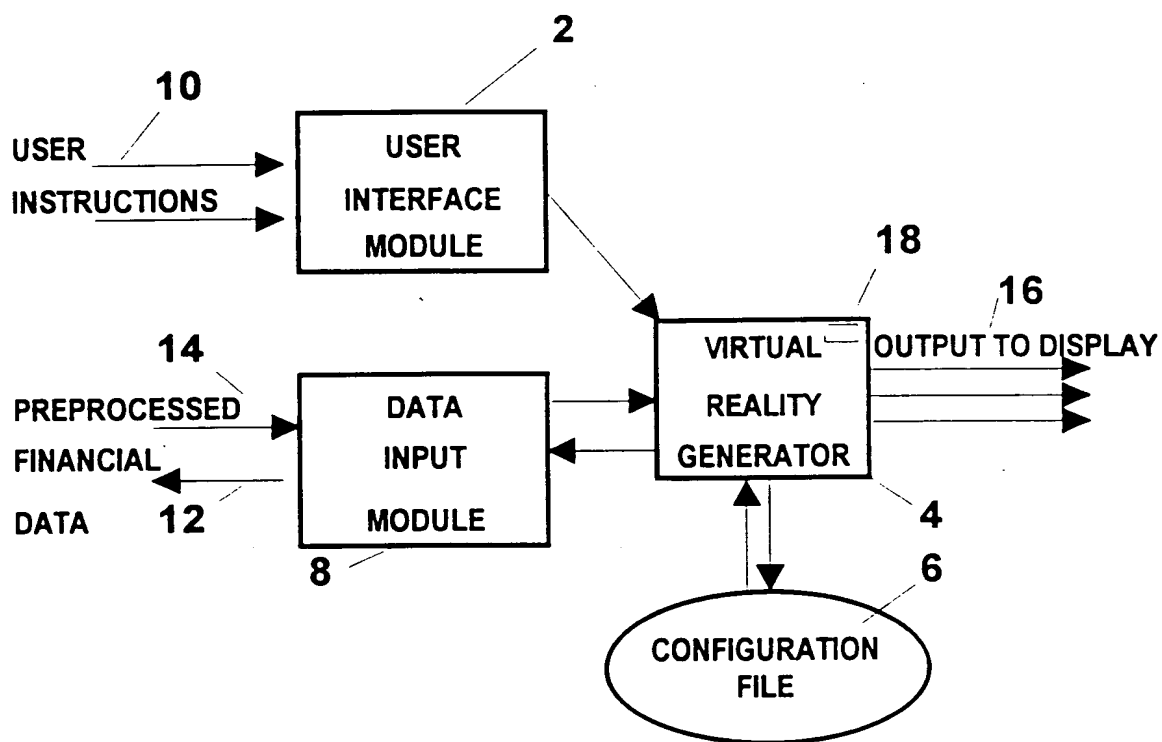 2
10
USER
INSTRUCTIONS
USER
INTERFACE
MODULE
18
16
VIRTUAL
REALITY
GENERATOR
OUTPUT TO DISPLAY
14
PREPROCESSED
FINANCIAL
DATA
12
DATA
INPUT
MODULE
8
4
6
CONFIGURATION
FILE